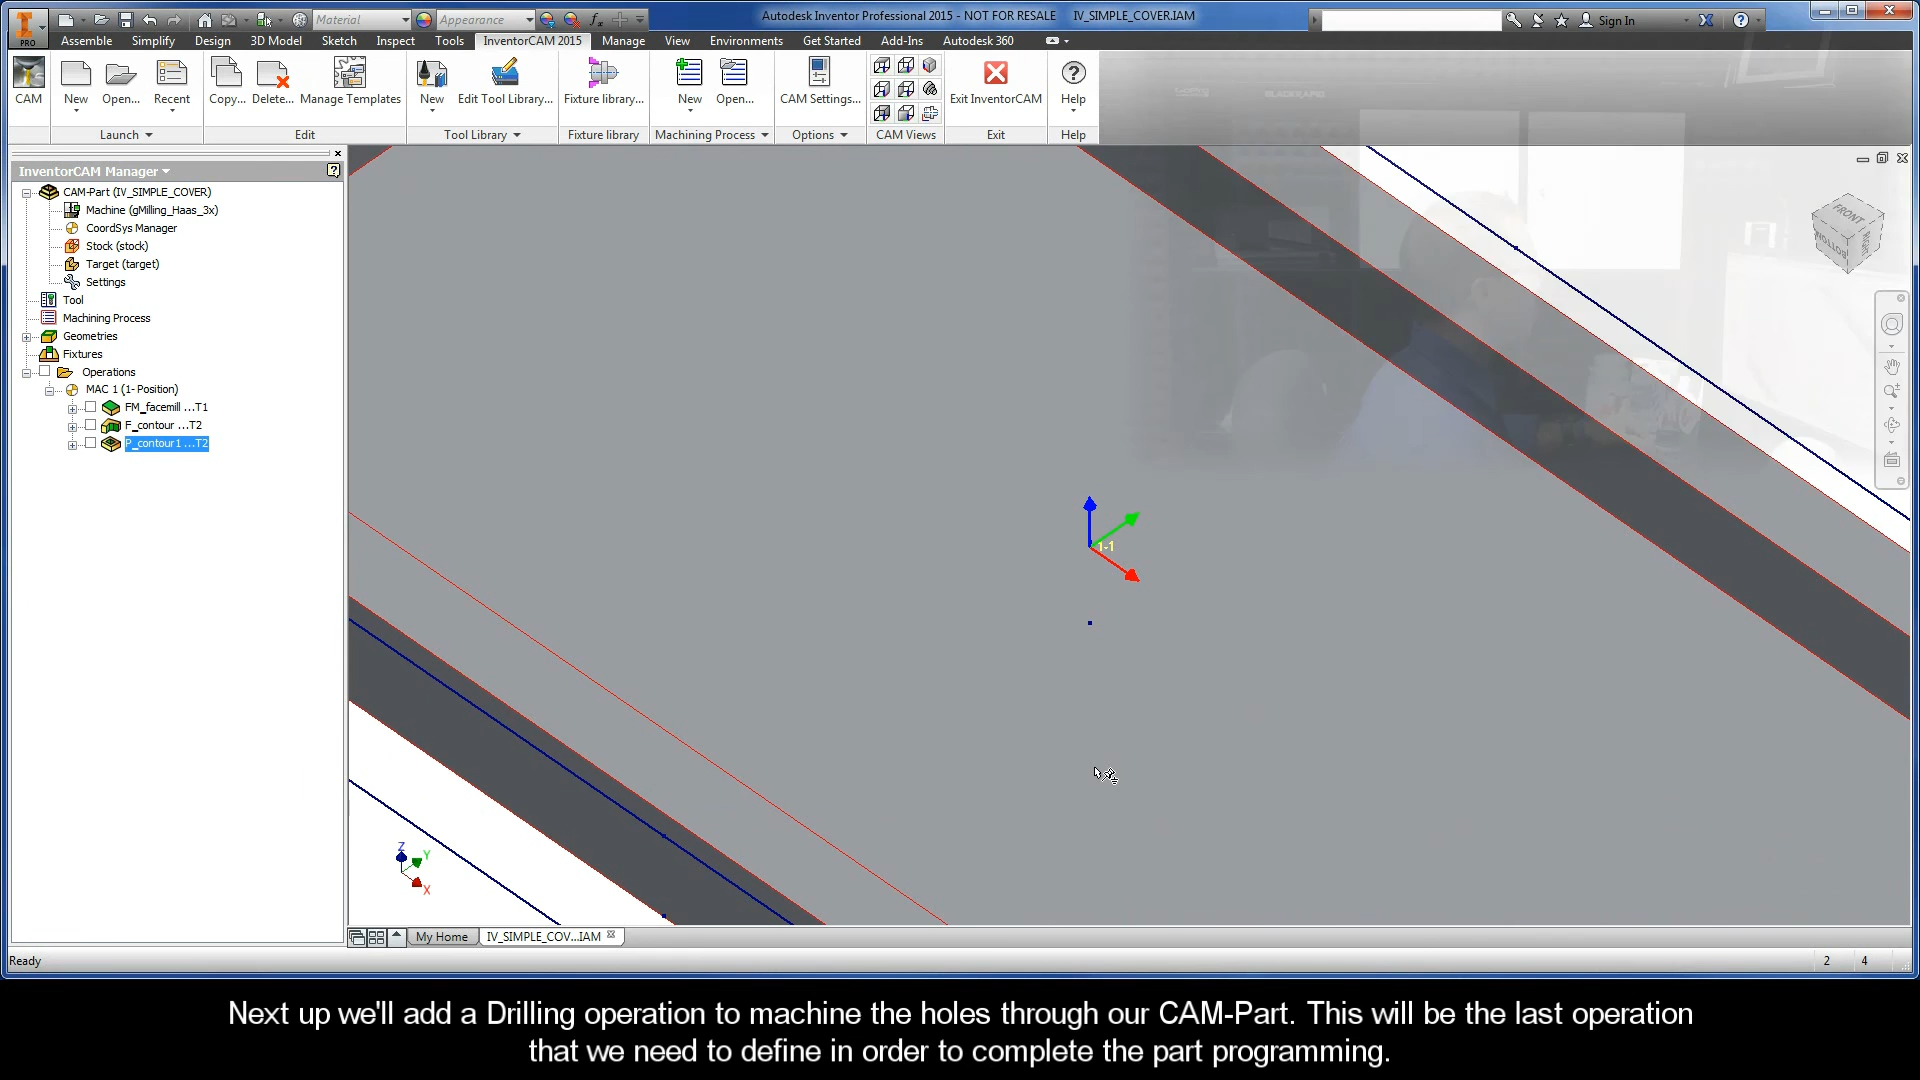 Material
Appearance
Autodesk Inventor Professional 2015 - NOT FOR RESALE IV_SIMPLE_COVER.IAM
Sign In
PRO
Assemble Simplify Design 3D Model Sketch Inspect Tools InventorCAM 2015 Manage View Environments Get Started Add-Ins Autodesk 360
CAM New Open... Recent Copy... Delete... Manage Templates New Edit Tool Library... Fixture library... New Open... CAM Settings... Exit InventorCAM Help
Launch Edit Tool Library Fixture library Machining Process Options CAM Views Exit Help
InventorCAM Manager
CAM-Part (IV_SIMPLE_COVER)
Machine (gMilling_Haas_3x)
CoordSys Manager
Stock (stock)
Target (target)
Settings
Tool
Machining Process
Geometries
Fixtures
Operations
MAC 1 (1- Position)
FM_facemill ...T1
F_contour ...T2
P_contour1 ...T2
FRONT
BOTTOM
RIGHT
1-1
Z
Y
X
My Home
IV_SIMPLE_COV...IAM
Ready
2 4
Next up we'll add a Drilling operation to machine the holes through our CAM-Part. This will be the last operation
that we need to define in order to complete the part programming.